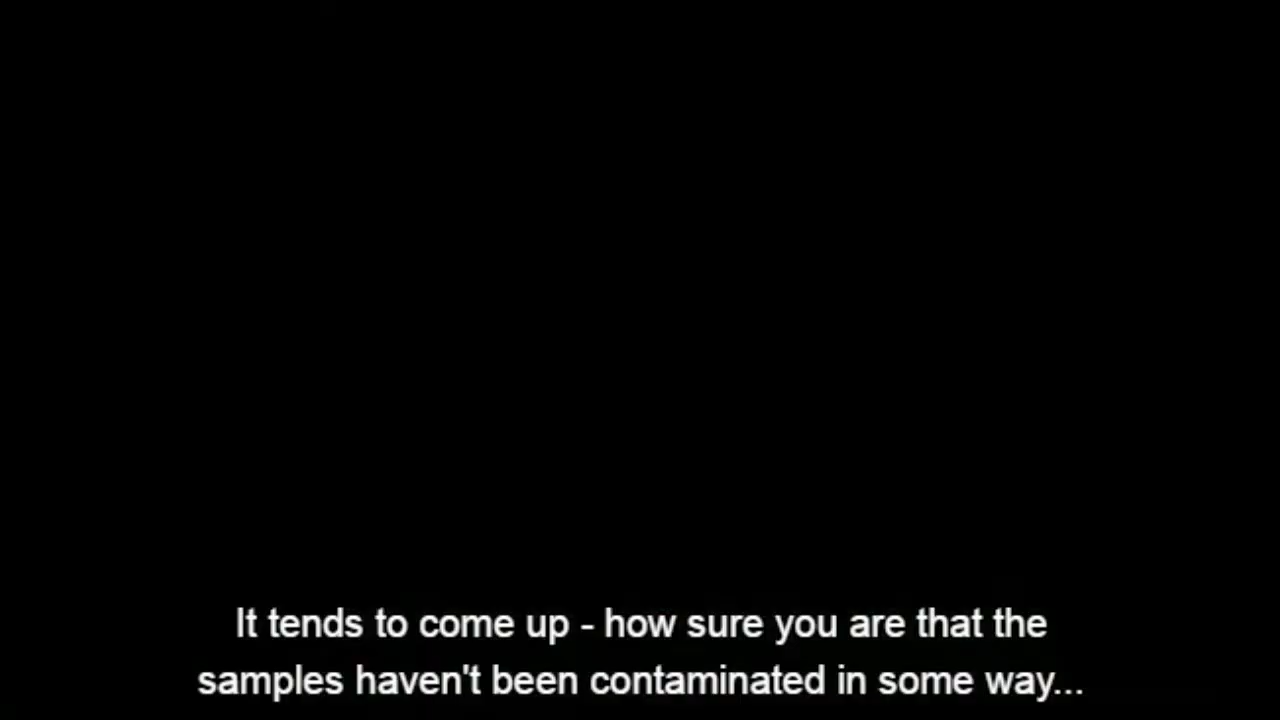 It tends to come up - how sure you are that the
samples haven't been contaminated in some way...